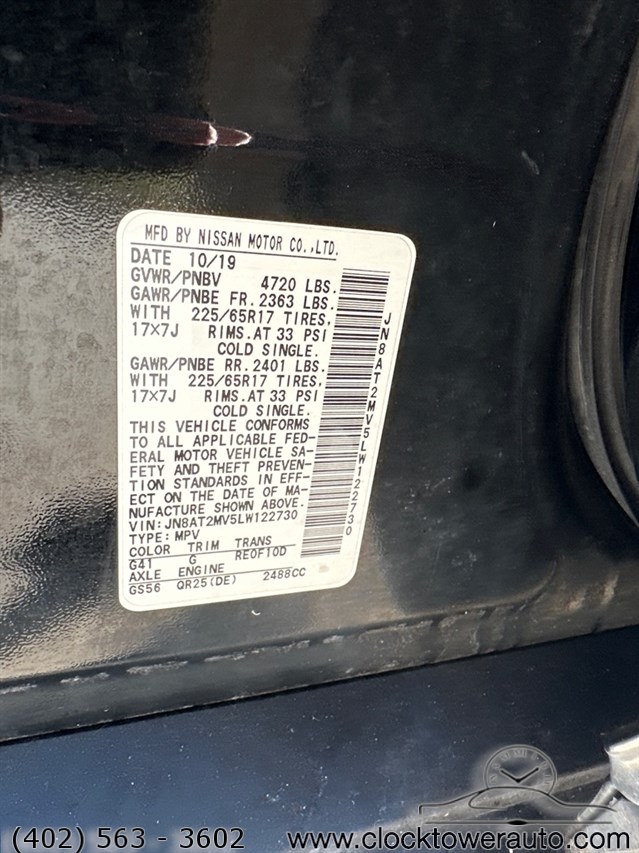 MFD BY NISSAN MOTOR CO.,LTD.
DATE 10/19
GVWR/PNBV 4720 LBS.
GAWR/PNBE FR. 2363 LBS.
WITH 225/65R17 TIRES,
17×7J RIMS.AT 33 PSI
COLD SINGLE.
GAWR/PNBE RR. 2401 LBS.
WITH 225/65R17 TIRES,
17×7J RIMS.AT 33 PSI
COLD SINGLE.
THIS VEHICLE CONFORMS
TO ALL APPLICABLE FED-
ERAL MOTOR VEHICLE SA-
FETY AND THEFT PREVEN-
TION STANDARDS IN EFF-
ECT ON THE DATE OF MA-
NUFACTURE SHOWN ABOVE.
VIN:JN8AT2MV5LW122730
TYPE:MPV
COLOR TRIM TRANS
G41 G RE0F10D
AXLE ENGINE
GS56 QR25(DE) 2488CC
JN8AT2MV5LW122730
(402) 563 - 3602 www.clocktowerauto.com